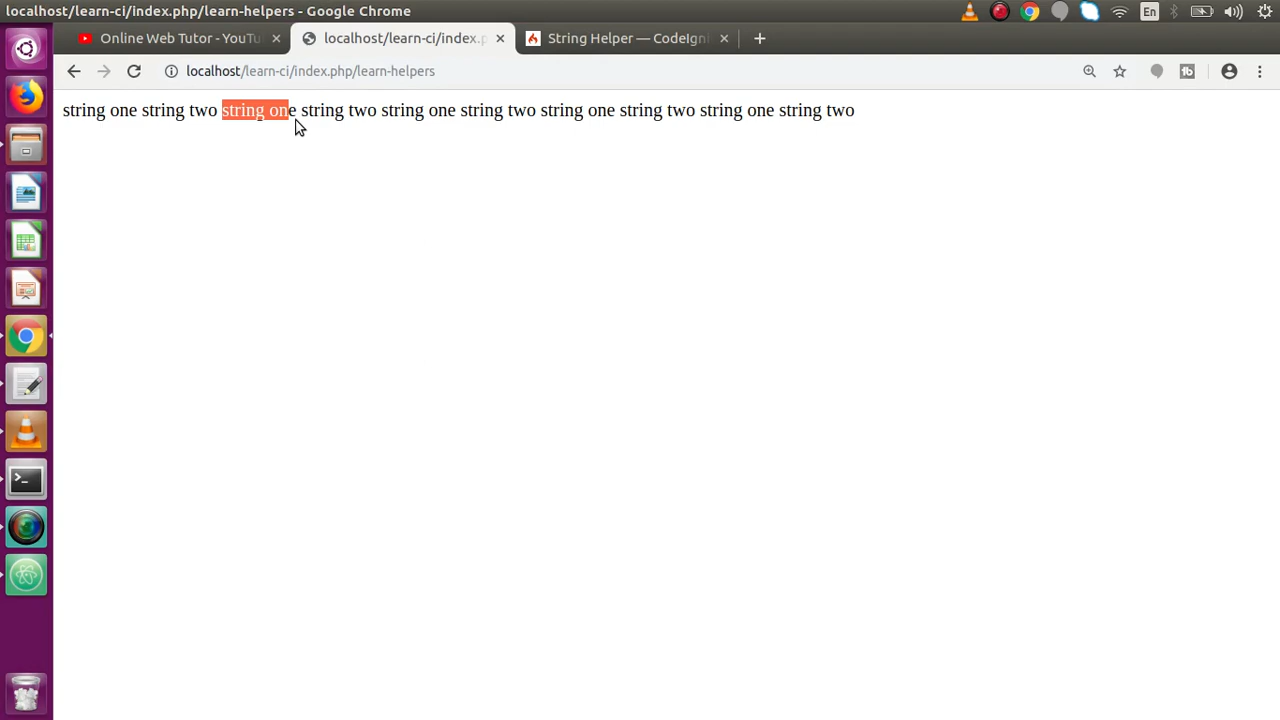 localhost/learn-ci/index.php/learn-helpers - Google Chrome
En
Online Web Tutor - YouTu
localhost/learn-ci/index.p
String Helper — CodeIgn
localhost/learn-ci/index.php/learn-helpers
string one string two string one string two string one string two string one string two string one string two